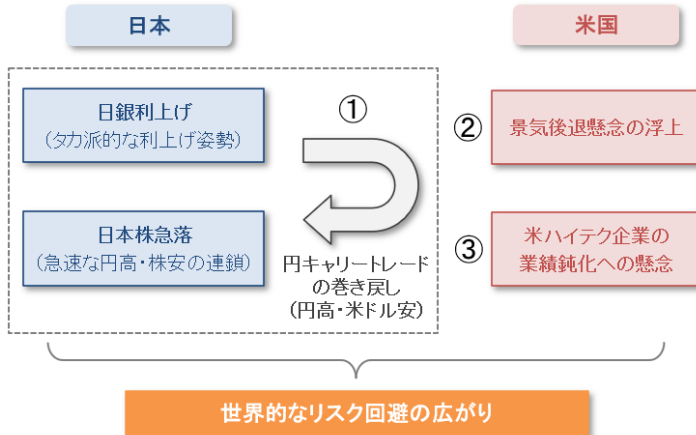 日本
米国
日銀利上げ
(タカ派的な利上げ姿勢)
①
②
景気後退懸念の浮上
日本株急落
(急速な円高・株安の連鎖)
円キャリートレード
の巻き戻し
(円高・米ドル安)
③
米ハイテク企業の
業績鈍化への懸念
世界的なリスク回避の広がり